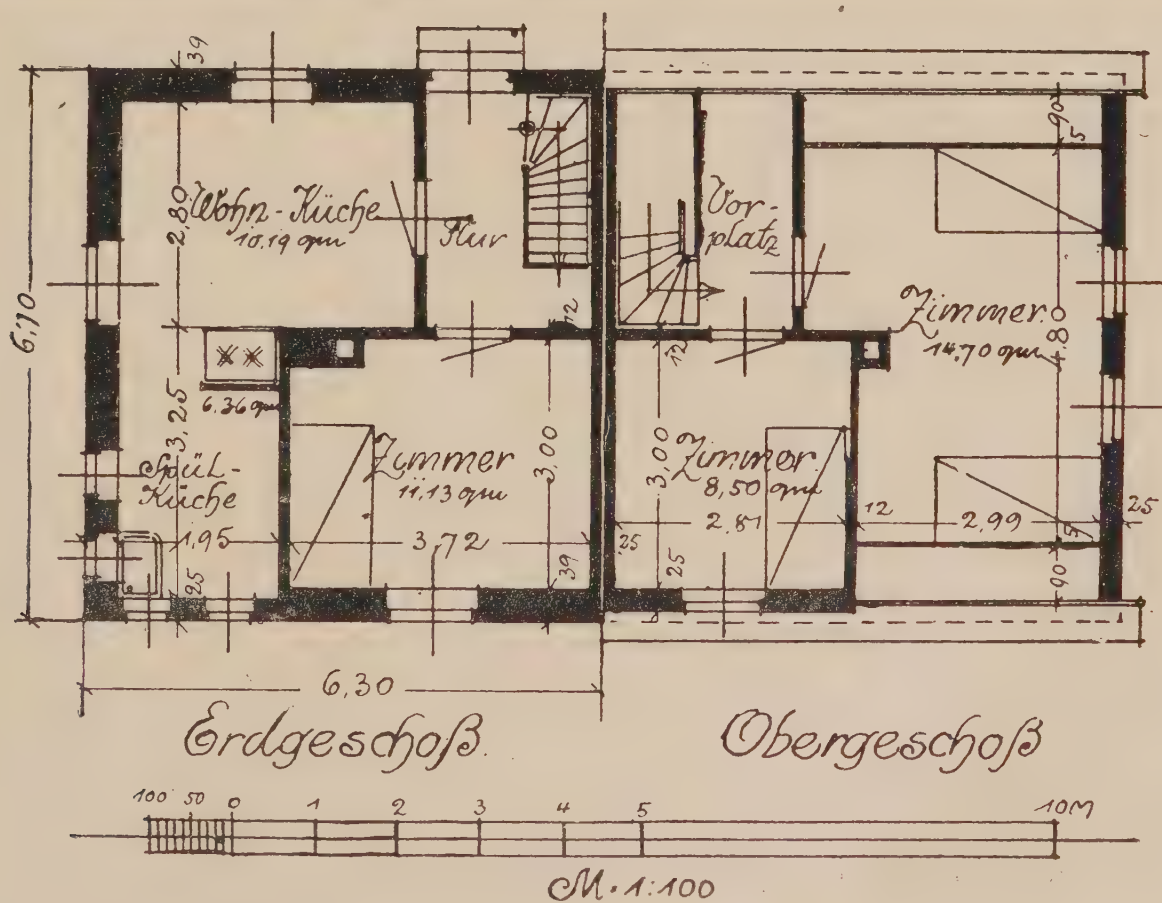 39
Wohn-Küche
10.19 qm
2,80
Flur
12
6,70
6.36 qm
3,25
Spül-
Küche
1,95
25
Zimmer
11.13 qm
3,72
3,00
39
6,30
Erdgeschoß.
Vor-
platz
90
5
Zimmer.
14.70 qm
4.80
12
3,00
Zimmer.
8,50 qm
2.81
25
25
12
2.99
25
5
90
Obergeschoß
100 50 0 1 2 3 4 5 10M
M. 1:100